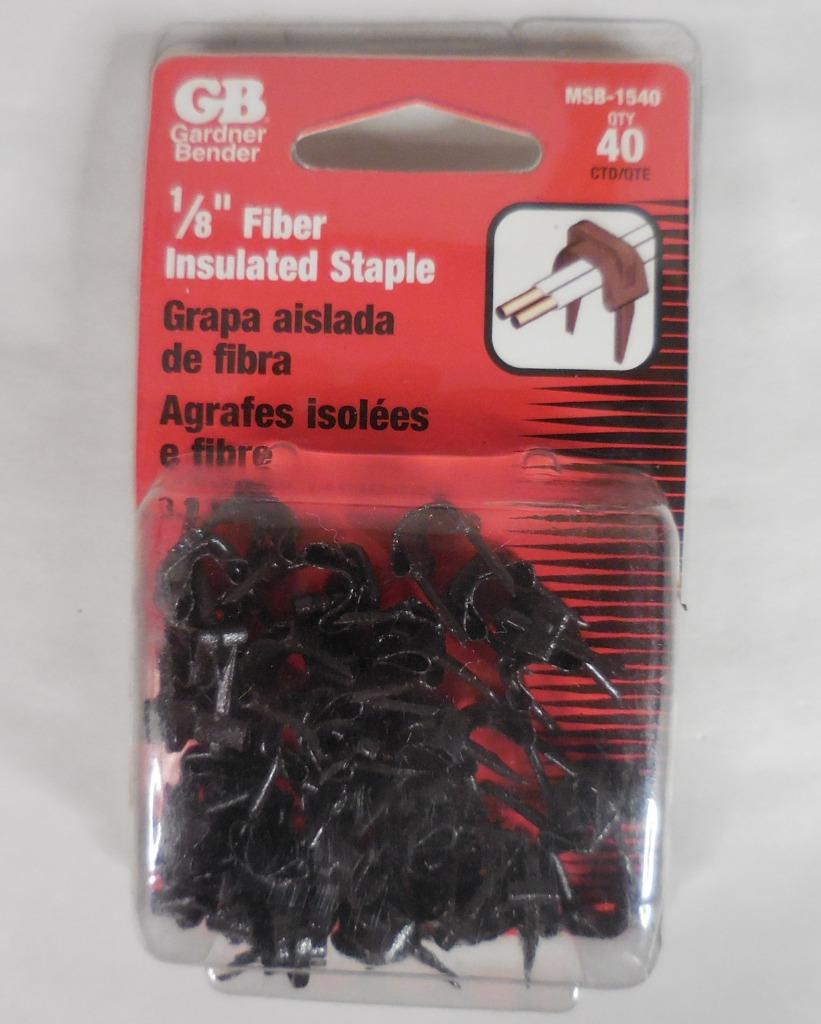 GB
Gardner
Bender
MSB-1540
QTY
40
CTD/QTE
1/8" Fiber
Insulated Staple
Grapa aislada
de fibra
Agrafes isolées
e fibre